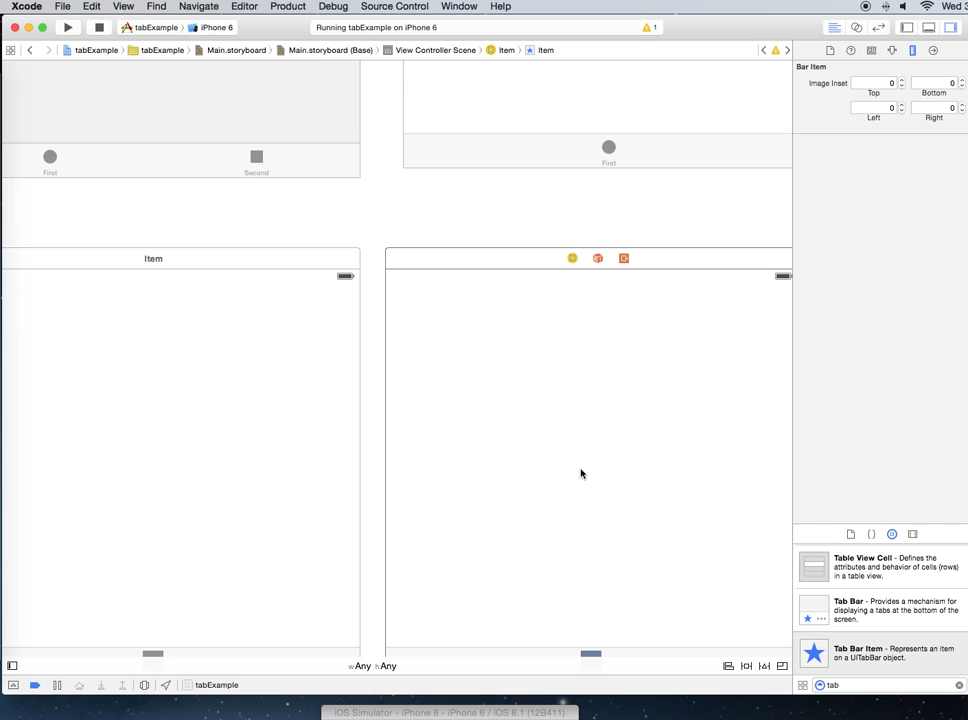 Xcode File Edit View Find Navigate Editor Product Debug Source Control Window Help Wed 3
tabExample iPhone 6 Running tabExample on iPhone 6 1
tabExample tabExample Main.storyboard Main.storyboard (Base) View Controller Scene Item Item
Bar Item
Image Inset 0 0
Top Bottom
0 0
Left Right
First Second
First
Item
Table View Cell - Defines the
attributes and behavior of cells (rows)
in a table view.
Tab Bar - Provides a mechanism for
displaying a tabs at the bottom of the
screen.
Tab Bar Item - Represents an item
on a UITabBar object.
wAny hAny
tabExample
tab
iOS Simulator - iPhone 6 - iPhone 6 / iOS 8.1 (12B411)